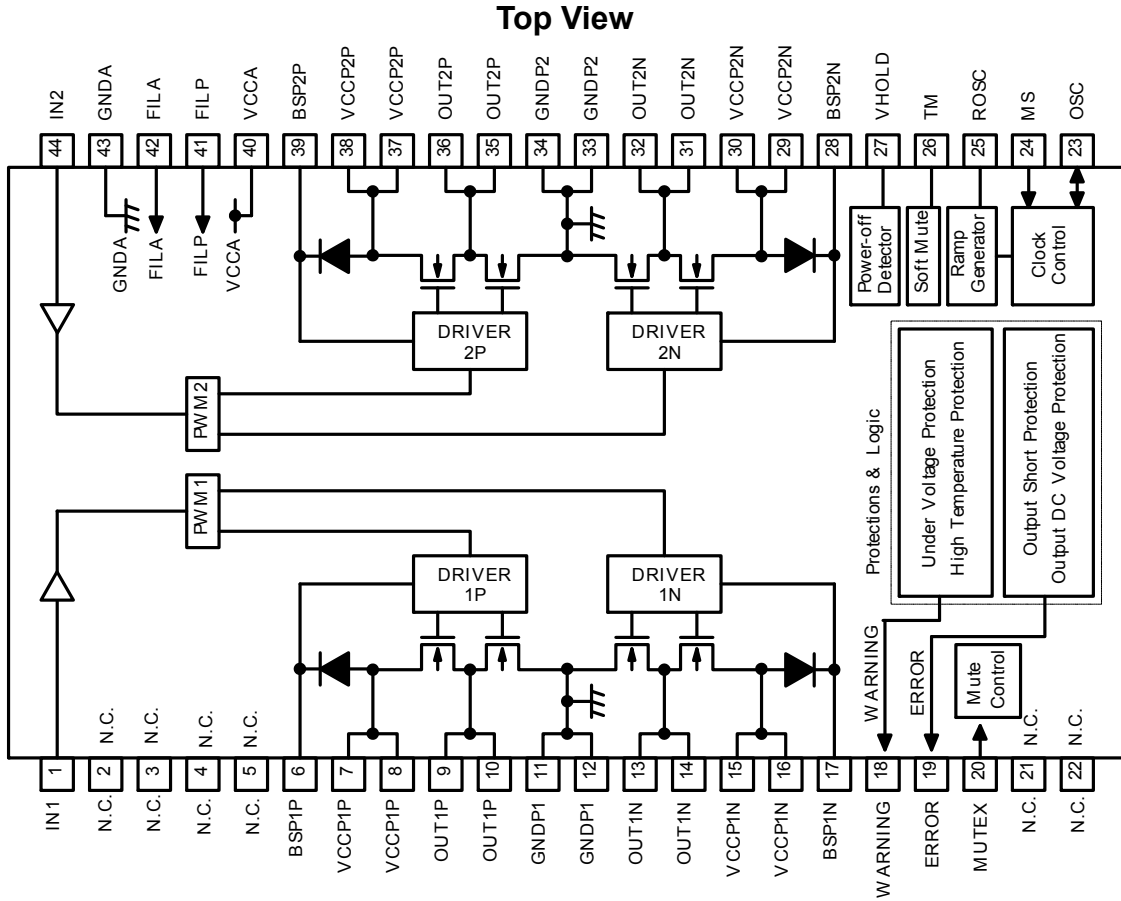 Top View
IN2
GNDA
FILA
FILP
VCCA
BSP2P
VCCP2P
VCCP2P
OUT2P
OUT2P
GNDP2
GNDP2
OUT2N
OUT2N
VCCP2N
VCCP2N
BSP2N
VHOLD
TM
ROSC
MS
OSC
44
43
42
41
40
39
38
37
36
35
34
33
32
31
30
29
28
27
26
25
24
23
GNDA
FILA
FILP
VCCA
Power-off
Detector
Soft Mute
Ramp
Generator
Clock
Control
DRIVER
2P
DRIVER
2N
PWM2
PWM1
DRIVER
1P
DRIVER
1N
Protections & Logic
Under Voltage Protection
High Temperature Protection
Output Short Protection
Output DC Voltage Protection
WARNING
ERROR
Mute
Control
N.C.
N.C.
N.C.
N.C.
N.C.
N.C.
1
2
3
4
5
6
7
8
9
10
11
12
13
14
15
16
17
18
19
20
21
22
IN1
N.C.
N.C.
N.C.
N.C.
BSP1P
VCCP1P
VCCP1P
OUT1P
OUT1P
GNDP1
GNDP1
OUT1N
OUT1N
VCCP1N
VCCP1N
BSP1N
WARNING
ERROR
MUTEX
N.C.
N.C.